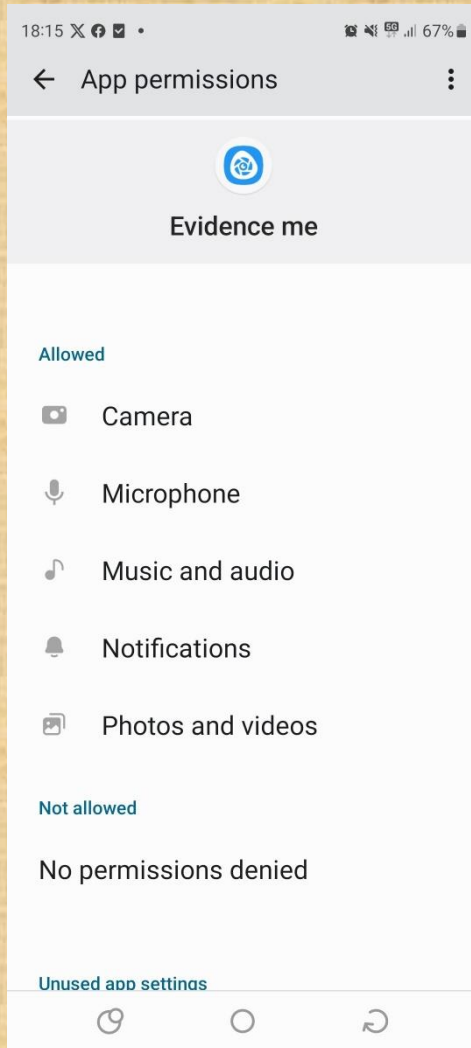 18:15
5G 67%
App permissions
Evidence me
Allowed
Camera
Microphone
Music and audio
Notifications
Photos and videos
Not allowed
No permissions denied
Unused app settings